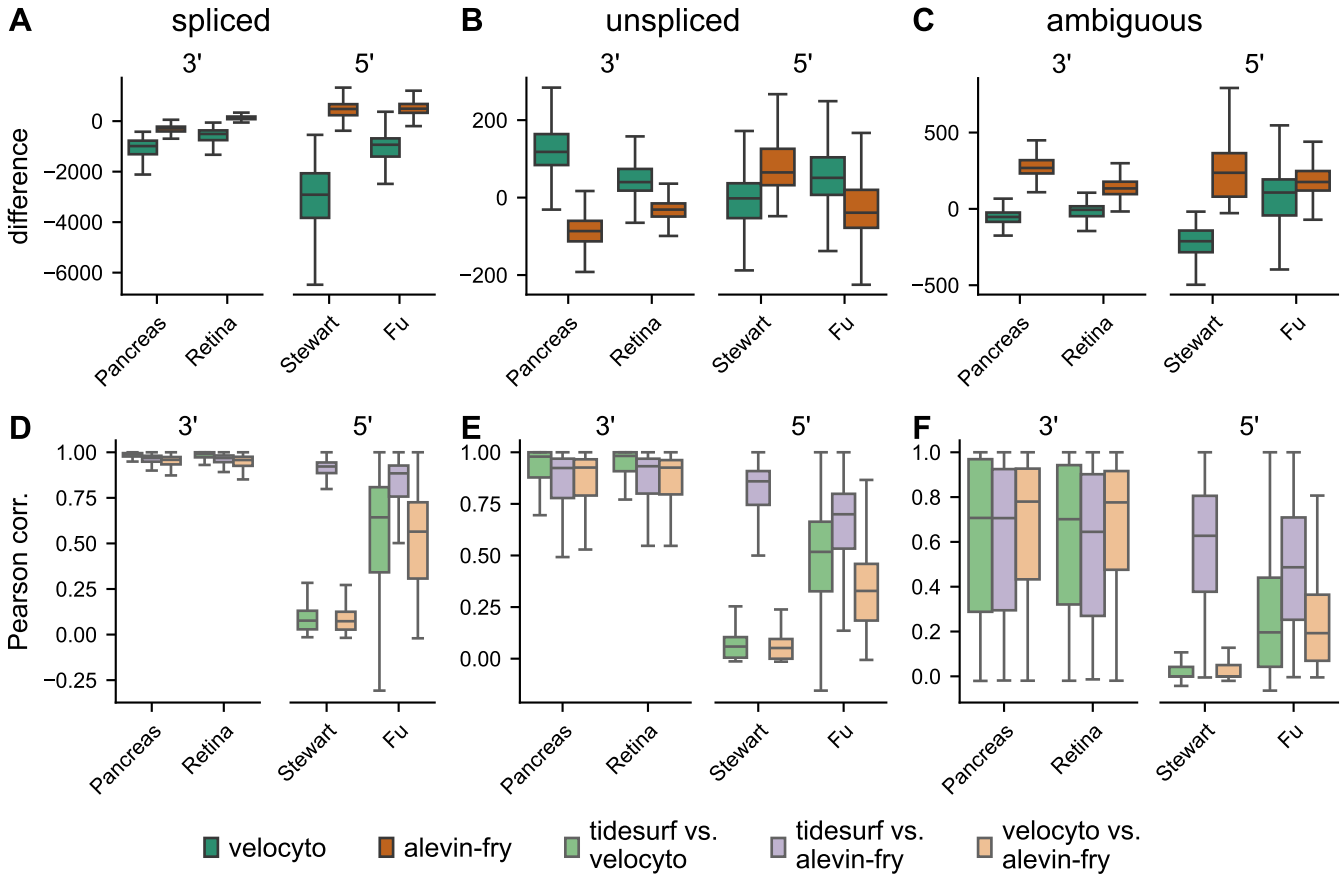 A spliced B unspliced C ambiguous
3' 5' 3' 5' 3' 5'
difference
0
−2000
−4000
−6000
200
0
−200
500
0
−500
Pancreas Retina Stewart Fu Pancreas Retina Stewart Fu Pancreas Retina Stewart Fu
D 3' 5' E 3' 5' F 3' 5'
Pearson corr.
1.00
0.75
0.50
0.25
0.00
−0.25
1.00
0.75
0.50
0.25
0.00
1.0
0.8
0.6
0.4
0.2
0.0
Pancreas Retina Stewart Fu Pancreas Retina Stewart Fu Pancreas Retina Stewart Fu
velocyto
alevin-fry
tidesurf vs.
velocyto
tidesurf vs.
alevin-fry
velocyto vs.
alevin-fry